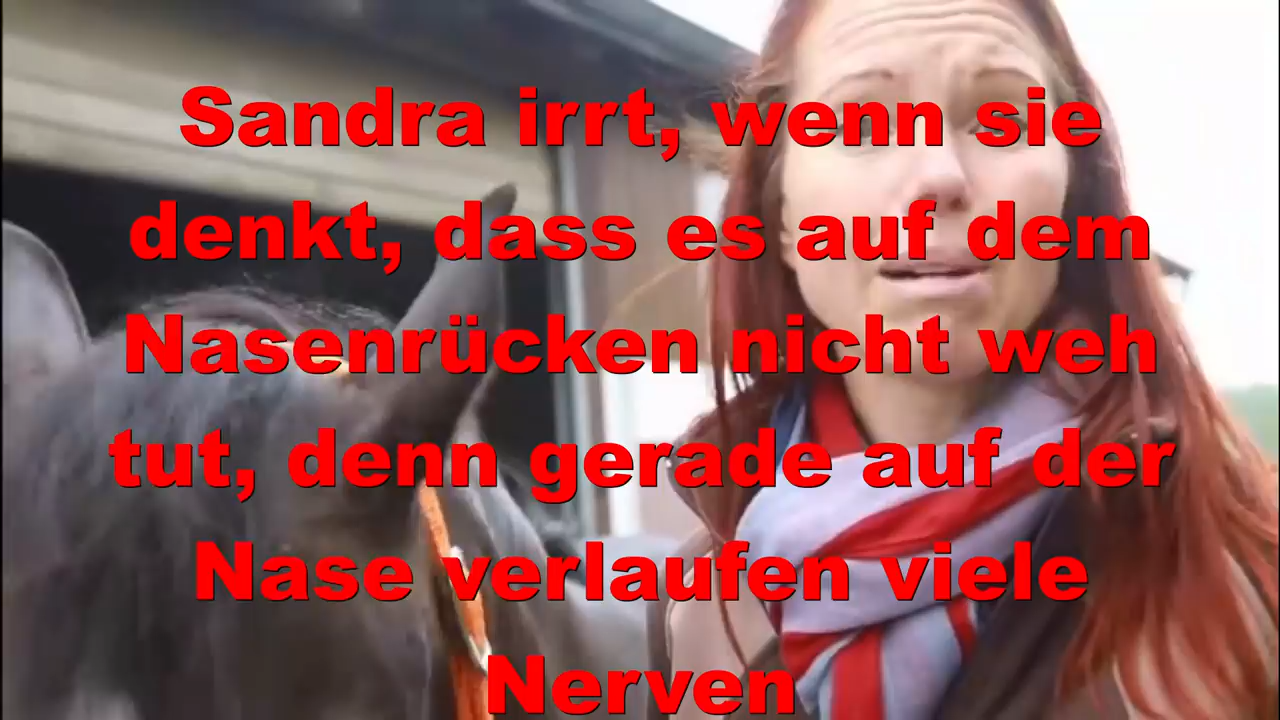 Sandra irrt, wenn sie
denkt, dass es auf dem
Nasenrücken nicht weh
tut, denn gerade auf der
Nase verlaufen viele
Nerven